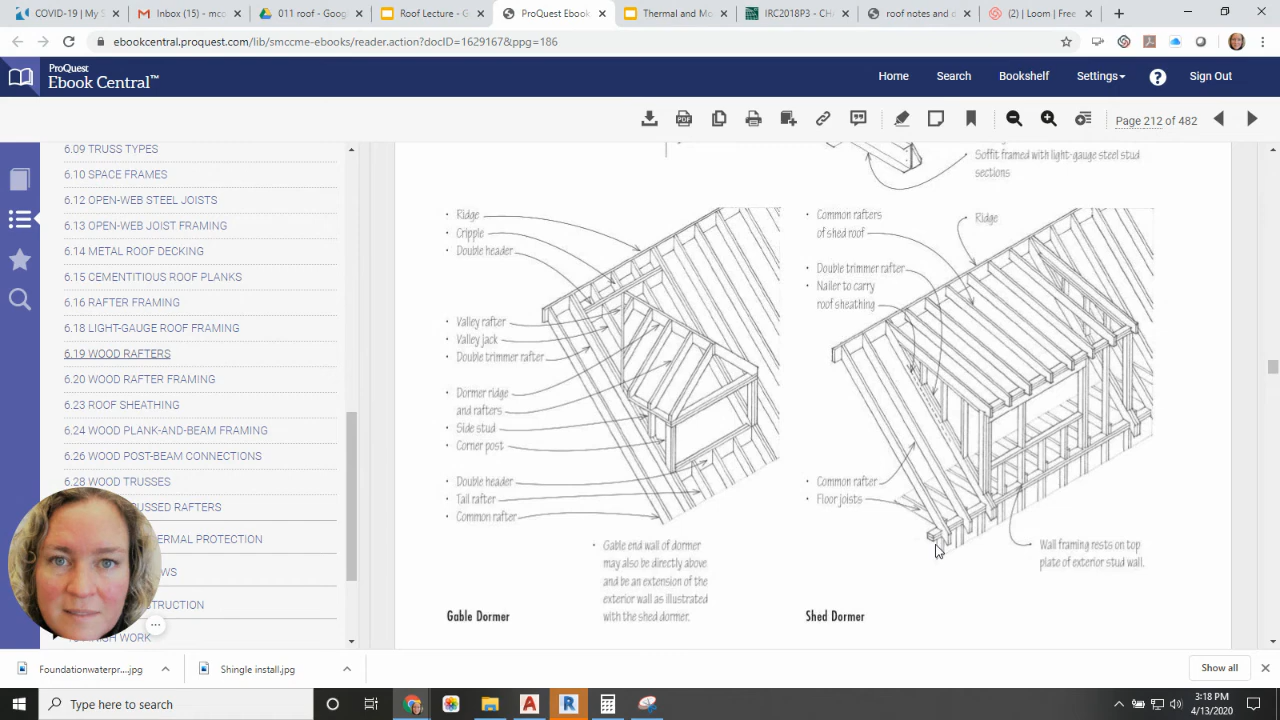 COVID-19 | M
Inbox (15) - mcc
011 roof - Goog
Roof Lecture - G
ProQuest Ebook
Thermal and Mo
IRC2018P3 - CHA
roof notes and d
(2) | Loom | Free
ebookcentral.proquest.com/lib/smccme-ebooks/reader.action?docID=1629167&ppg=186
ProQuest
Ebook Central™
Home
Search
Bookshelf
Settings
Sign Out
Page 212 of 482
6.09 TRUSS TYPES
6.10 SPACE FRAMES
6.12 OPEN-WEB STEEL JOISTS
6.13 OPEN-WEB JOIST FRAMING
6.14 METAL ROOF DECKING
6.15 CEMENTITIOUS ROOF PLANKS
6.16 RAFTER FRAMING
6.18 LIGHT-GAUGE ROOF FRAMING
6.19 WOOD RAFTERS
6.20 WOOD RAFTER FRAMING
6.23 ROOF SHEATHING
6.24 WOOD PLANK-AND-BEAM FRAMING
6.26 WOOD POST-BEAM CONNECTIONS
6.28 WOOD TRUSSES
USSED RAFTERS
ERMAL PROTECTION
WS
STRUCTION
H WORK
Soffit framed with light-gauge steel stud
sections
• Ridge
• Cripple
• Double header
• Valley rafter
• Valley jack
• Double trimmer rafter
• Dormer ridge
and rafters
• Side stud
• Corner post
• Double header
• Tail rafter
• Common rafter
• Gable end wall of dormer
may also be directly above
and be an extension of the
exterior wall as illustrated
with the shed dormer.
Gable Dormer
• Common rafters
of shed roof
• Ridge
• Double trimmer rafter
• Nailer to carry
roof sheathing
• Common rafter
• Floor joists
• Wall framing rests on top
plate of exterior stud wall.
Shed Dormer
Foundationwaterpr....jpg
Shingle install.jpg
Show all
Type here to search
3:18 PM
4/13/2020